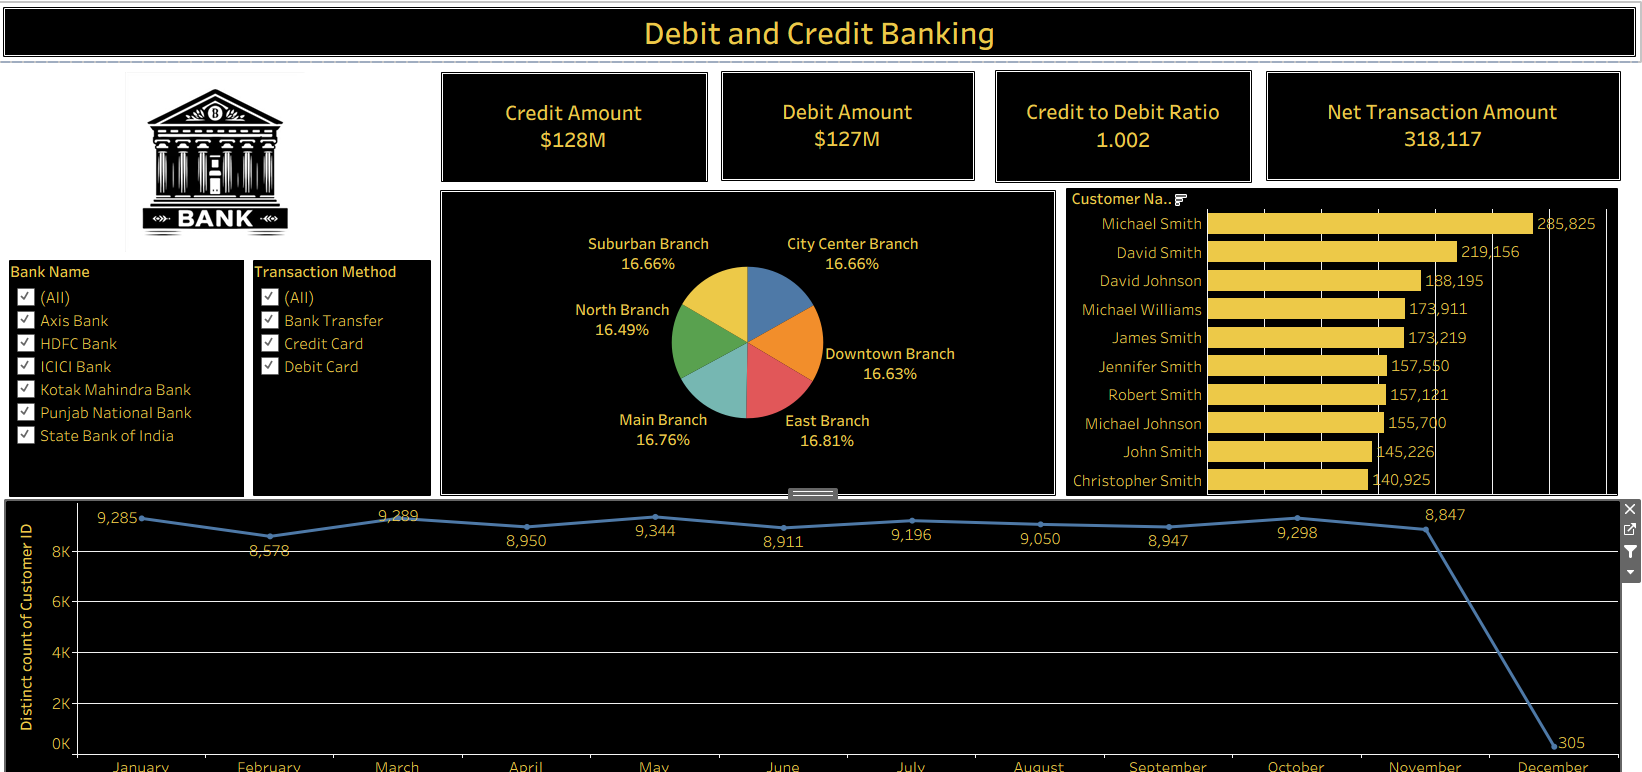 Debit and Credit Banking
BANK
Credit Amount
$128M
Debit Amount
$127M
Credit to Debit Ratio
1.002
Net Transaction Amount
318,117
Bank Name
(All)
Axis Bank
HDFC Bank
ICICI Bank
Kotak Mahindra Bank
Punjab National Bank
State Bank of India
Transaction Method
(All)
Bank Transfer
Credit Card
Debit Card
Suburban Branch
16.66%
City Center Branch
16.66%
North Branch
16.49%
Downtown Branch
16.63%
Main Branch
16.76%
East Branch
16.81%
Customer Na..
Michael Smith 285,825
David Smith 219,156
David Johnson 188,195
Michael Williams 173,911
James Smith 173,219
Jennifer Smith 157,550
Robert Smith 157,121
Michael Johnson 155,700
John Smith 145,226
Christopher Smith 140,925
Distinct count of Customer ID
8K
6K
4K
2K
0K
9,285
8,578
9,289
8,950
9,344
8,911
9,196
9,050
8,947
9,298
8,847
305
January February March April May June July August September October November December